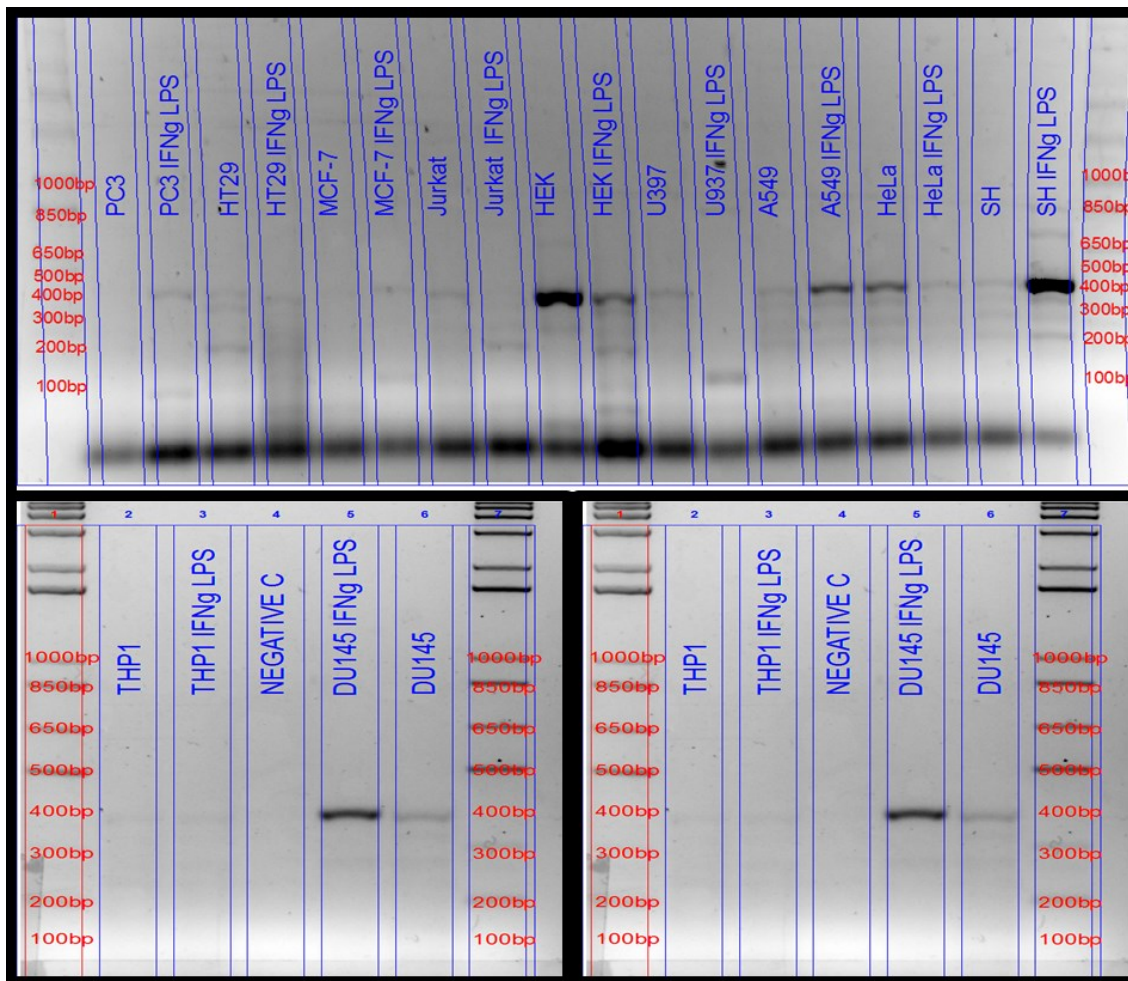 PC3
PC3 IFNg LPS
HT29
HT29 IFNg LPS
MCF-7
MCF-7 IFNg LPS
Jurkat
Jurkat IFNg LPS
HEK
HEK IFNg LPS
U397
U937 IFNg LPS
A549
A549 IFNg LPS
HeLa
HeLa IFNg LPS
SH
SH IFNg LPS
1000bp
850bp
650bp
500bp
400bp
300bp
200bp
100bp
1000bp
850bp
650bp
500bp
400bp
300bp
200bp
100bp
1 2 3 4 5 6 7
THP1
THP1 IFNg LPS
NEGATIVE C
DU145 IFNg LPS
DU145
1000bp 1000bp
850bp 850bp
650bp 650bp
500bp 500bp
400bp 400bp
300bp 300bp
200bp 200bp
100bp 100bp
1 2 3 4 5 6 7
THP1
THP1 IFNg LPS
NEGATIVE C
DU145 IFNg LPS
DU145
1000bp 1000bp
850bp 850bp
650bp 650bp
500bp 500bp
400bp 400bp
300bp 300bp
200bp 200bp
100bp 100bp